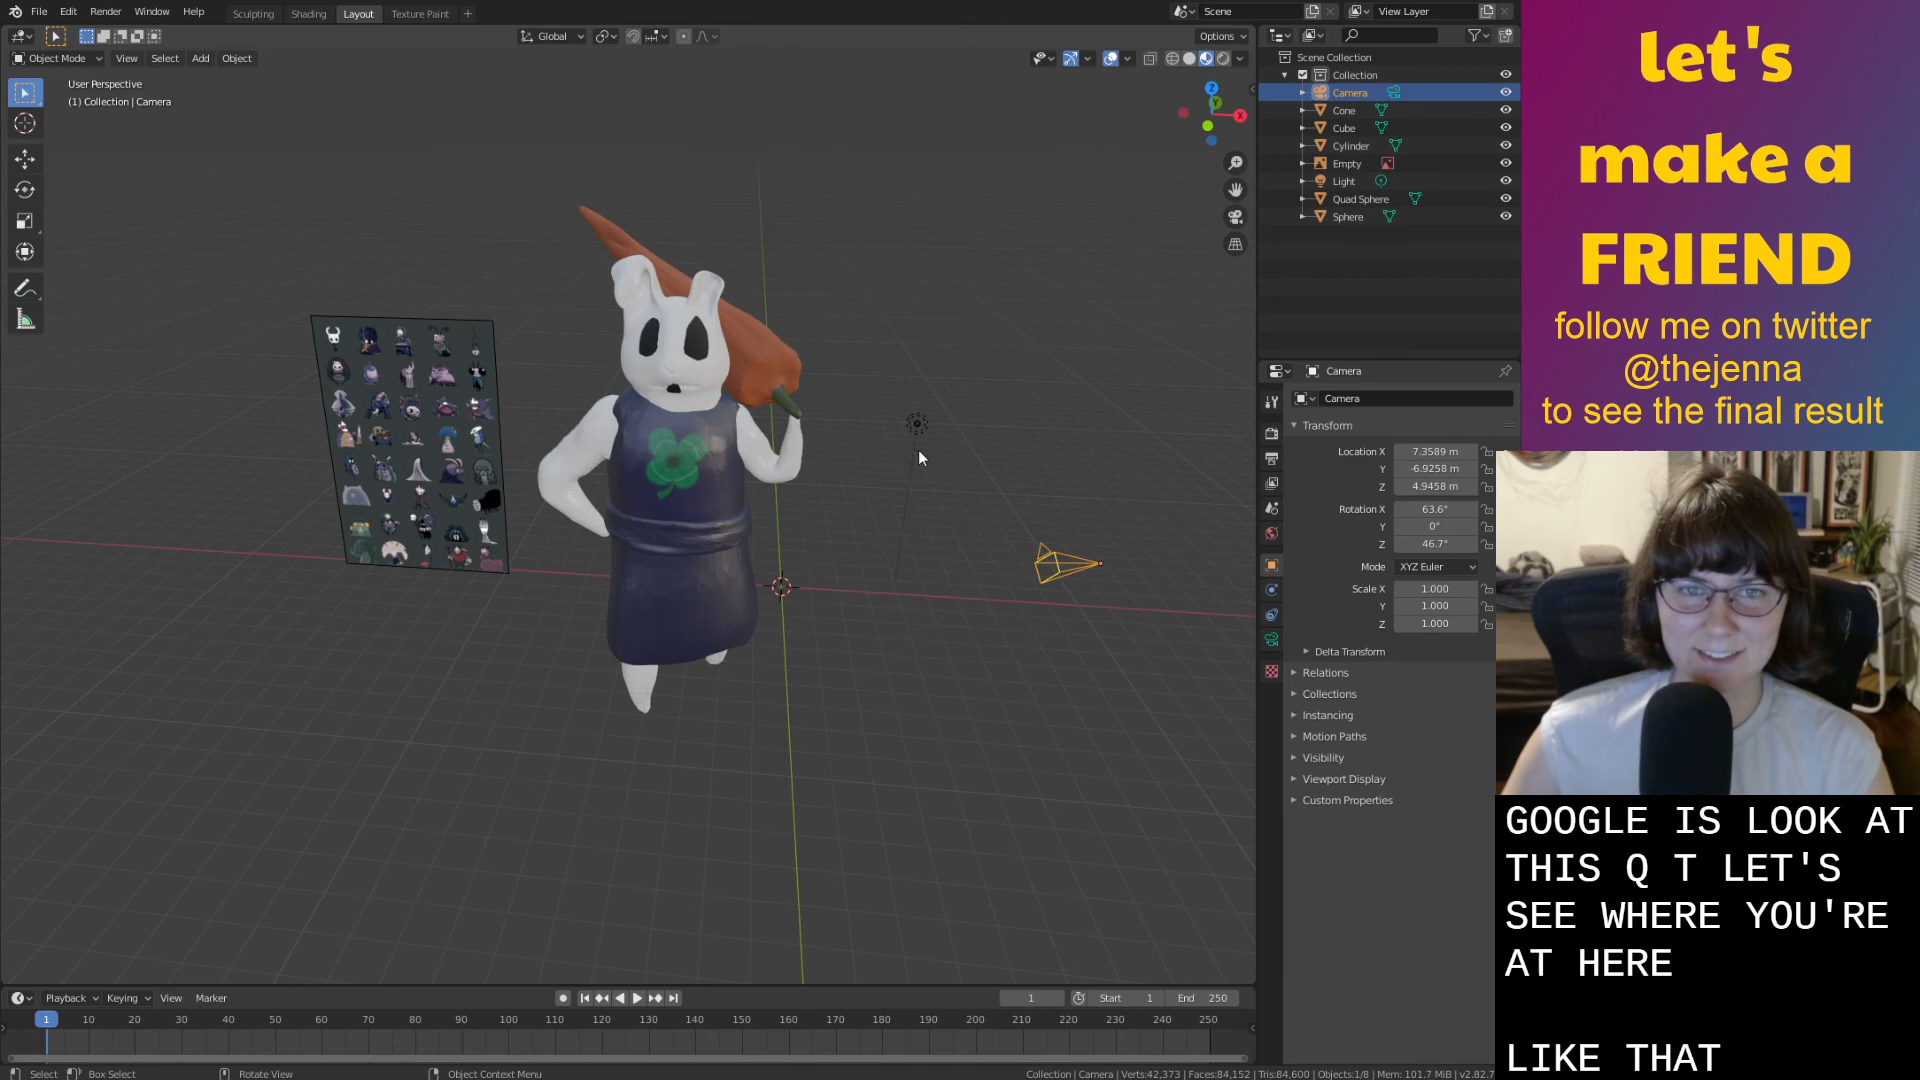 File Edit Render Window Help
Sculpting Shading Layout Texture Paint +
Scene
View Layer
Global
Options
Object Mode View Select Add Object
User Perspective
(1) Collection | Camera
Z
Y
X
Scene Collection
Collection
Camera
Cone
Cube
Cylinder
Empty
Light
Quad Sphere
Sphere
Camera
Camera
Transform
Location X 7.3589 m
Y -6.9258 m
Z 4.9458 m
Rotation X 63.6°
Y 0°
Z 46.7°
Mode XYZ Euler
Scale X 1.000
Y 1.000
Z 1.000
Delta Transform
Relations
Collections
Instancing
Motion Paths
Visibility
Viewport Display
Custom Properties
let's
make a
FRIEND
follow me on twitter
@thejenna
to see the final result
GOOGLE IS LOOK AT
THIS Q T LET'S
SEE WHERE YOU'RE
AT HERE
LIKE THAT
Playback Keying View Marker
1
Start 1
End 250
1 10 20 30 40 50 60 70 80 90 100 110 120 130 140 150 160 170 180 190 200 210 220 230 240 250
Select Box Select Rotate View Object Context Menu
Collection | Camera | Verts:42,373 | Faces:84,152 | Tris:84,600 | Objects:1/8 | Mem: 101.7 MiB | v2.82.7